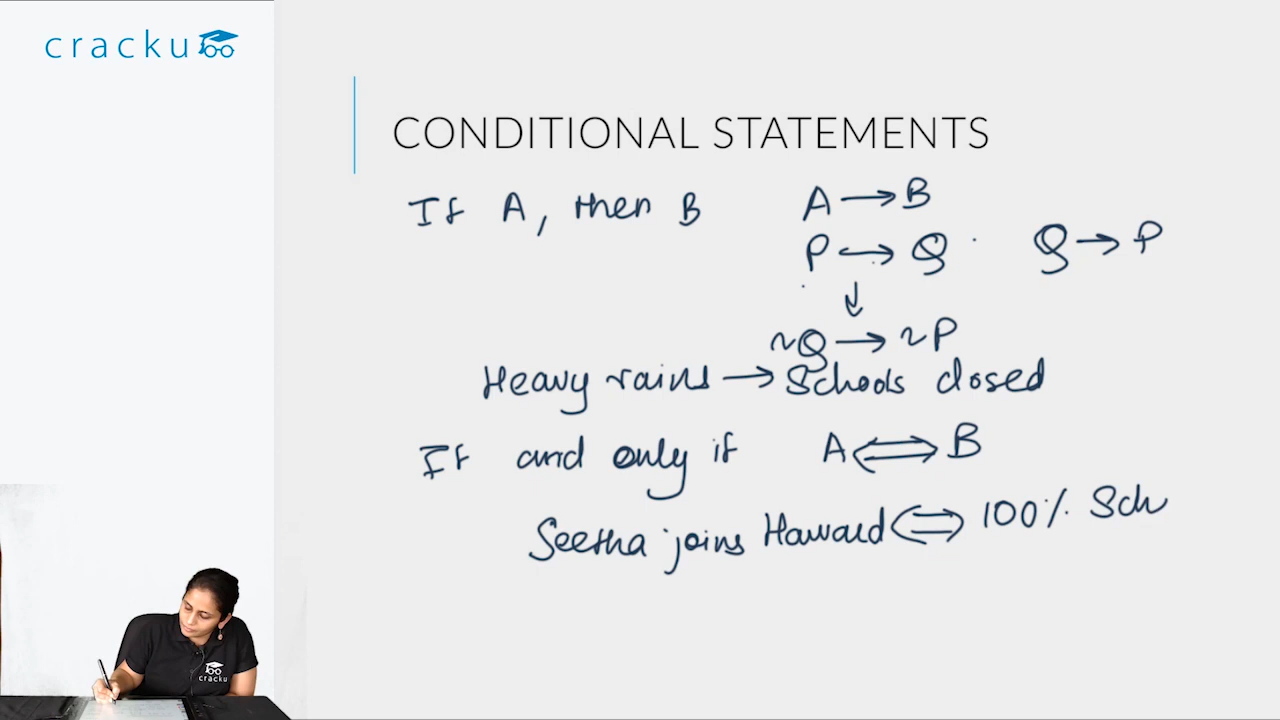 cracku
CONDITIONAL STATEMENTS
If A, then B A → B
P → Q Q → P
↓
~Q → ~P
Heavy rains → Schools closed
If and only if A ⟺ B
Seetha joins Harvard ⟺ 100% Sch
cracku